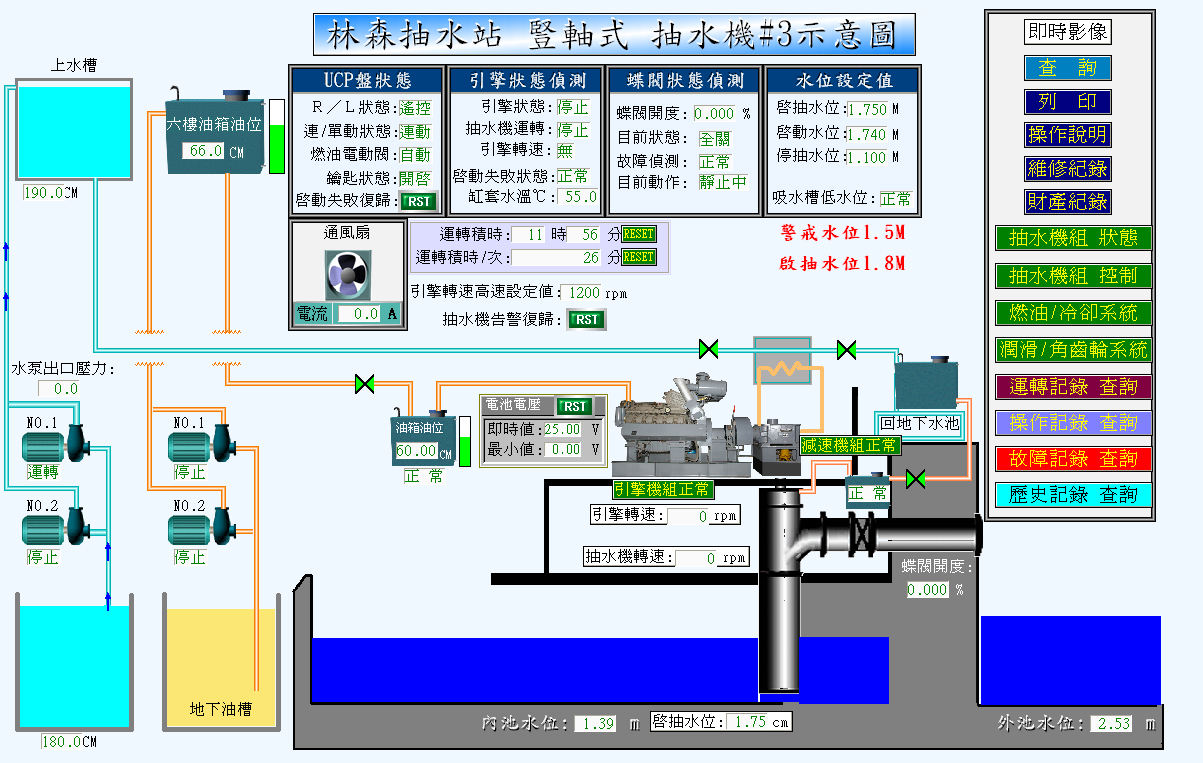 林森抽水站 豎軸式 抽水機#3示意圖
上水槽
190.0CM
六樓油箱油位
66.0 CM
UCP盤狀態
R／L狀態:遙控
連/單動狀態:連動
燃油電動閥:自動
鑰匙狀態:開啓
啓動失敗復歸:RST
引擎狀態偵測
引擎狀態:停止
抽水機運轉:停止
引擎轉速:無
啓動失敗狀態:正常
缸套水溫℃:55.0
蝶閥狀態偵測
蝶閥開度:0.000 %
目前狀態:全關
故障偵測:正常
目前動作:靜止中
水位設定值
啓抽水位:1.750 M
啓動水位:1.740 M
停抽水位:1.100 M
吸水槽低水位:正常
警戒水位1.5M
啟抽水位1.8M
通風扇
電流 0.0 A
運轉積時: 11 時 56 分 RESET
運轉積時/次: 26 分 RESET
引擎轉速高速設定值: 1200 rpm
抽水機告警復歸: RST
即時影像
查 詢
列 印
操作說明
維修紀錄
財產紀錄
抽水機組 狀態
抽水機組 控制
燃油/冷卻系統
潤滑/角齒輪系統
運轉記錄 查詢
操作記錄 查詢
故障記錄 查詢
歷史記錄 查詢
水泵出口壓力:
0.0
NO.1
運轉
NO.2
停止
NO.1
停止
NO.2
停止
180.0CM
地下油槽
油箱油位
60.00 CM
正 常
電池電壓 RST
即時值:25.00 V
最小值: 0.00 V
引擎機組正常
引擎轉速: 0 rpm
抽水機轉速: 0 rpm
減速機組正常
回地下水池
正 常
蝶閥開度:
0.000 %
內池水位: 1.39 m
啓抽水位: 1.75 cm
外池水位: 2.53 m